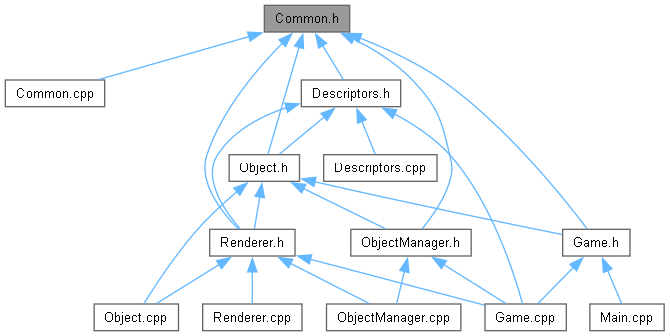 Common.h
Common.cpp
Descriptors.h
Object.h
Descriptors.cpp
Renderer.h
ObjectManager.h
Game.h
Object.cpp
Renderer.cpp
ObjectManager.cpp
Game.cpp
Main.cpp